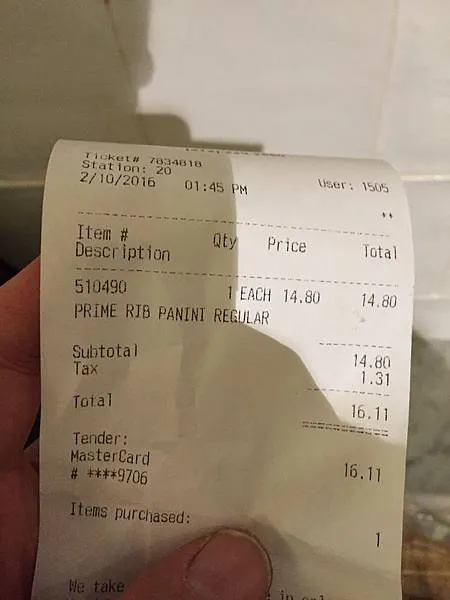 Ticket# 7834818
Station: 20
2/10/2016 01:45 PM User: 1505
**
Item # Qty Price Total
Description
510490 1 EACH 14.80 14.80
PRIME RIB PANINI REGULAR
Subtotal 14.80
Tax 1.31
Total 16.11
Tender:
MasterCard 16.11
# ****9706
Items purchased:
1
We take in